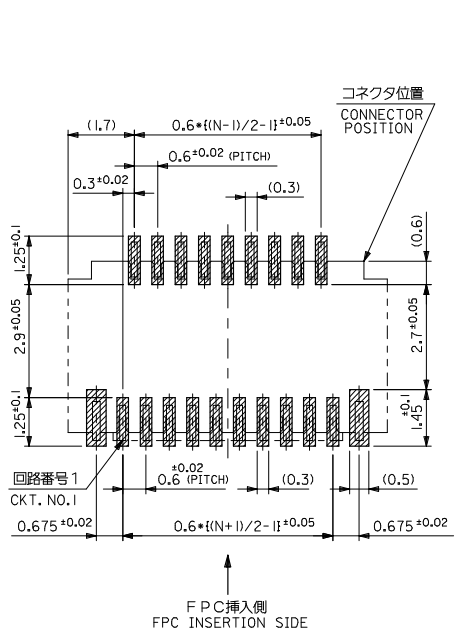 コネクタ位置
CONNECTOR
POSITION
(1.7)
0.6*{(N-1)/2-1}±0.05
0.6±0.02 (PITCH)
0.3±0.02
(0.3)
(0.6)
1.25±0.1
2.9±0.05
2.7±0.05
1.25±0.1
1.45±0.1
回路番号1
CKT. NO.1
±0.02
0.6 (PITCH)
(0.3)
(0.5)
0.675±0.02
0.6*{(N+1)/2-1}±0.05
0.675±0.02
FPC挿入側
FPC INSERTION SIDE